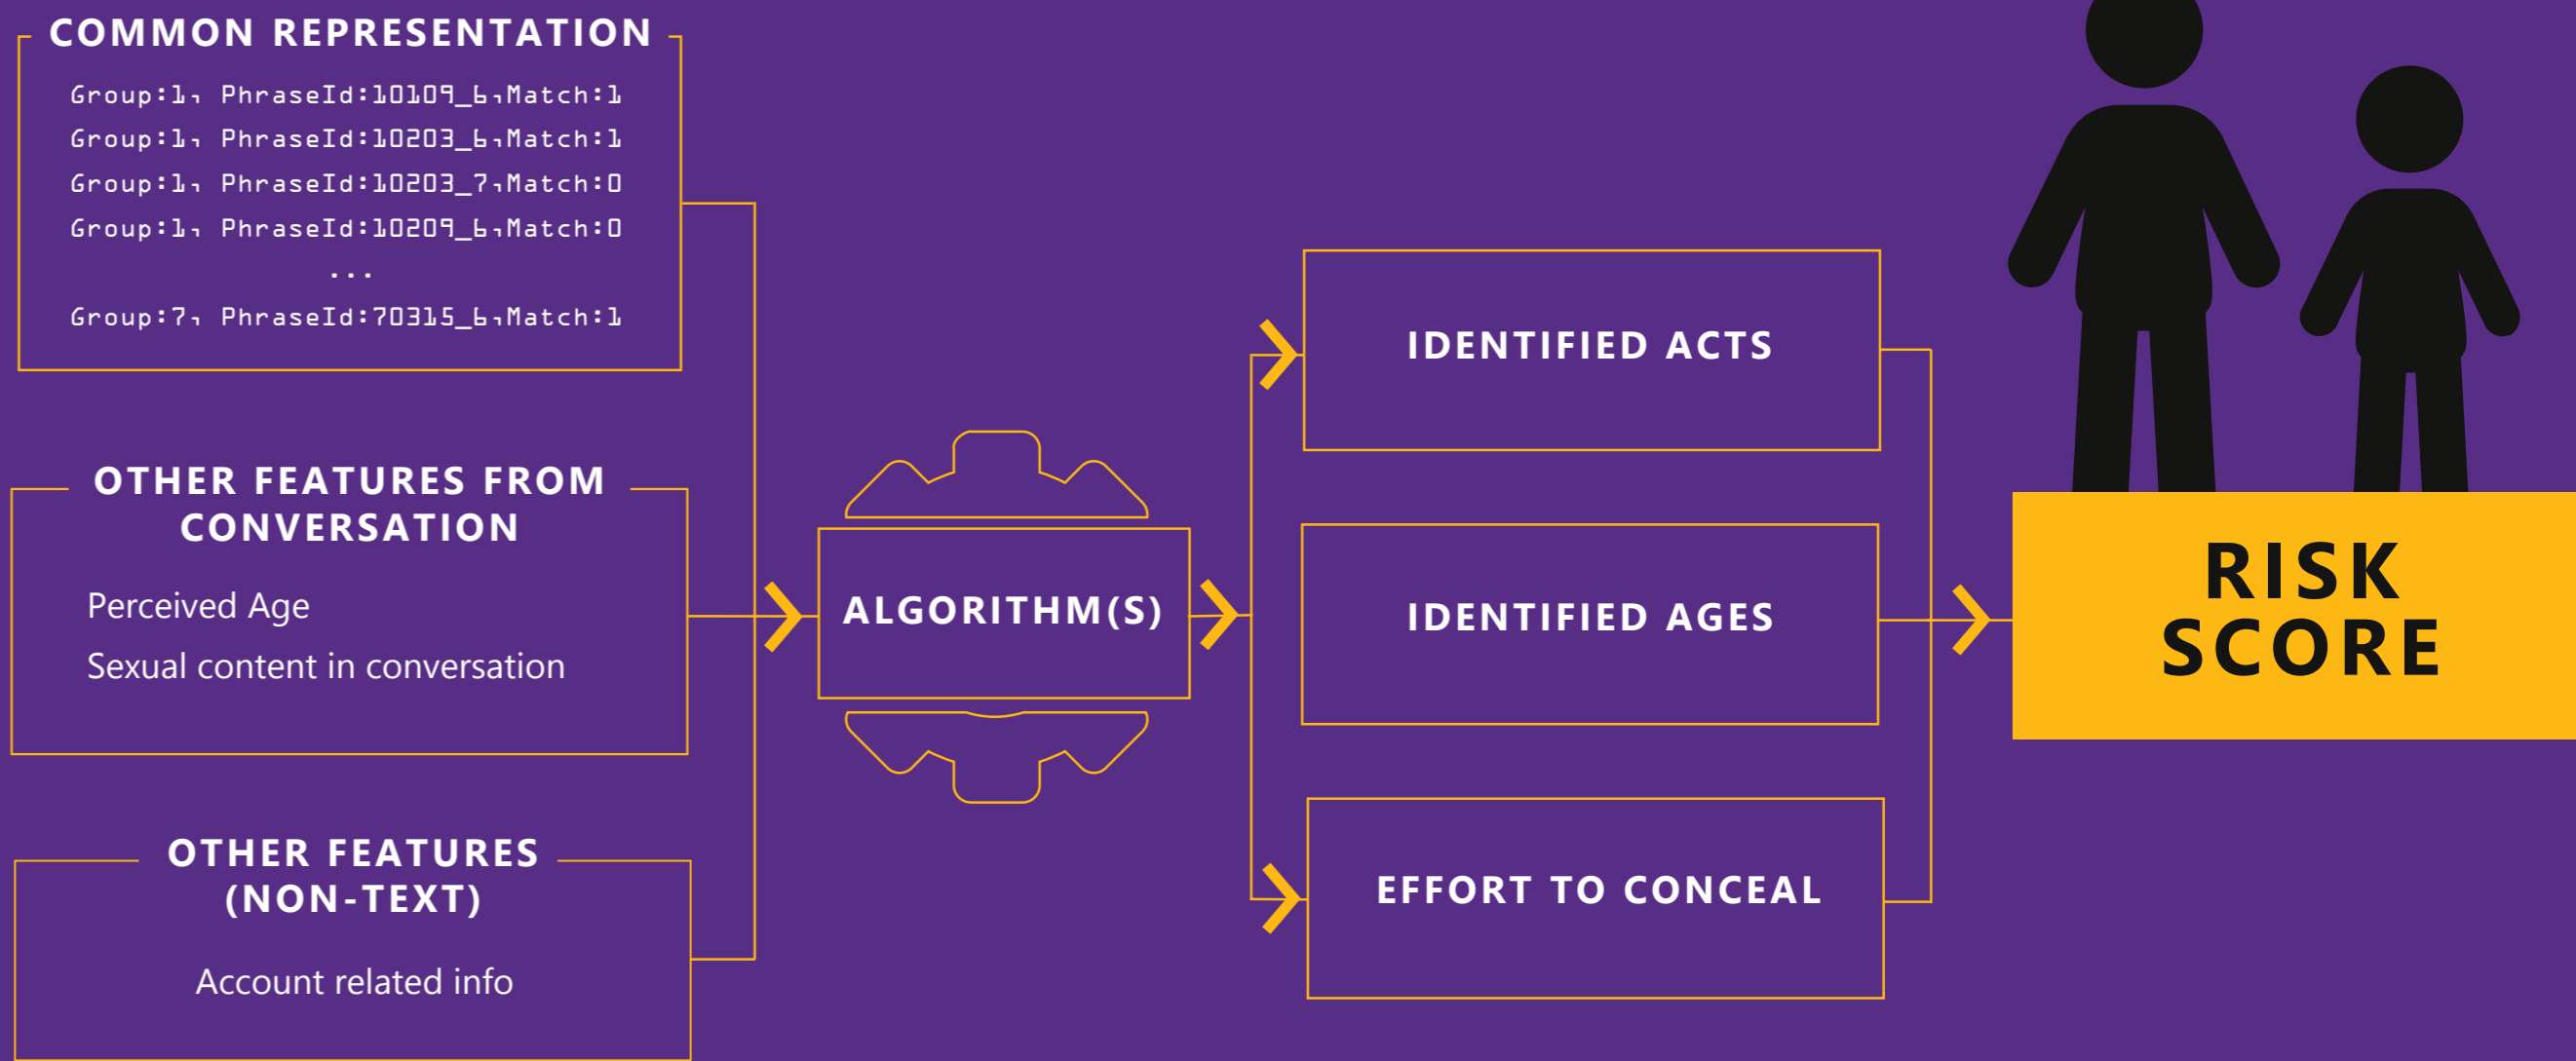 COMMON REPRESENTATION
Group:1, PhraseId:10109_6,Match:1
Group:1, PhraseId:10203_6,Match:1
Group:1, PhraseId:10203_7,Match:0
Group:1, PhraseId:10209_6,Match:0
...
Group:7, PhraseId:70315_6,Match:1
OTHER FEATURES FROM
CONVERSATION
Perceived Age
Sexual content in conversation
OTHER FEATURES
(NON-TEXT)
Account related info
ALGORITHM(S)
IDENTIFIED ACTS
IDENTIFIED AGES
EFFORT TO CONCEAL
RISK
SCORE